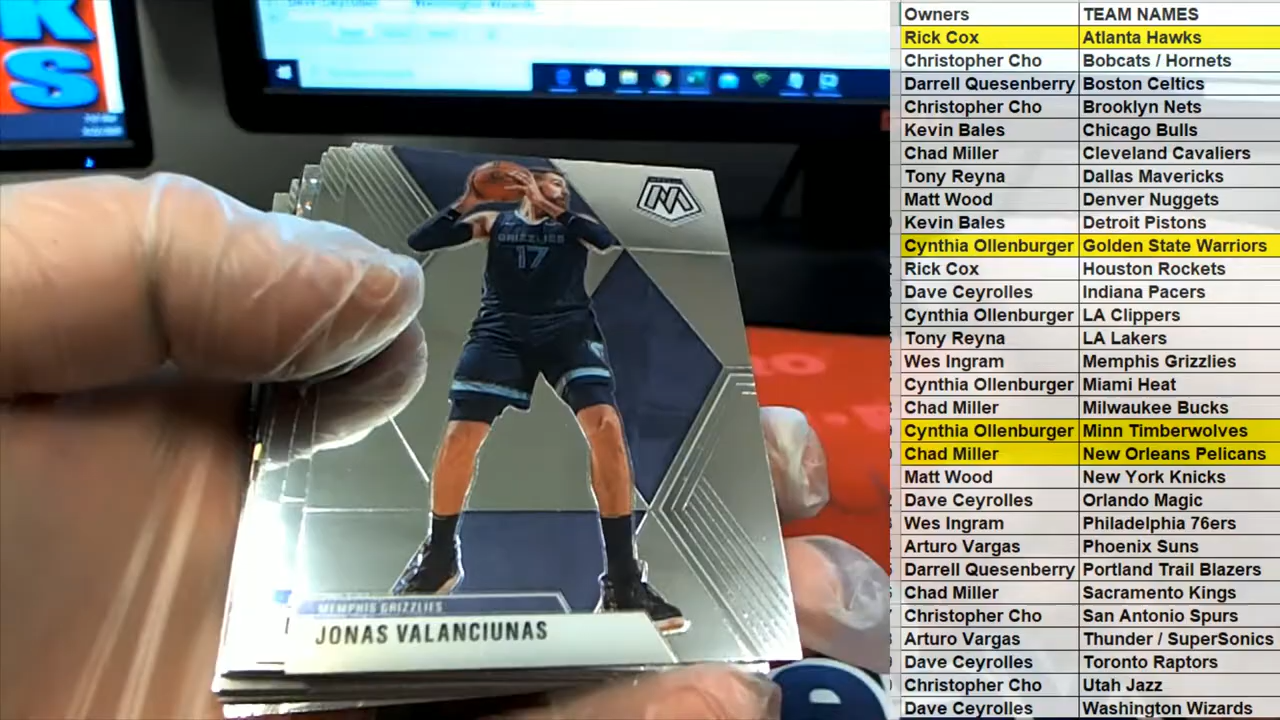 KS
S
GRIZZLIES
17
M
MEMPHIS GRIZZLIES
JONAS VALANCIUNAS
Owners TEAM NAMES
Rick Cox Atlanta Hawks
Christopher Cho Bobcats / Hornets
Darrell Quesenberry Boston Celtics
Christopher Cho Brooklyn Nets
Kevin Bales Chicago Bulls
Chad Miller Cleveland Cavaliers
Tony Reyna Dallas Mavericks
Matt Wood Denver Nuggets
Kevin Bales Detroit Pistons
Cynthia Ollenburger Golden State Warriors
Rick Cox Houston Rockets
Dave Ceyrolles Indiana Pacers
Cynthia Ollenburger LA Clippers
Tony Reyna LA Lakers
Wes Ingram Memphis Grizzlies
Cynthia Ollenburger Miami Heat
Chad Miller Milwaukee Bucks
Cynthia Ollenburger Minn Timberwolves
Chad Miller New Orleans Pelicans
Matt Wood New York Knicks
Dave Ceyrolles Orlando Magic
Wes Ingram Philadelphia 76ers
Arturo Vargas Phoenix Suns
Darrell Quesenberry Portland Trail Blazers
Chad Miller Sacramento Kings
Christopher Cho San Antonio Spurs
Arturo Vargas Thunder / SuperSonics
Dave Ceyrolles Toronto Raptors
Christopher Cho Utah Jazz
Dave Ceyrolles Washington Wizards